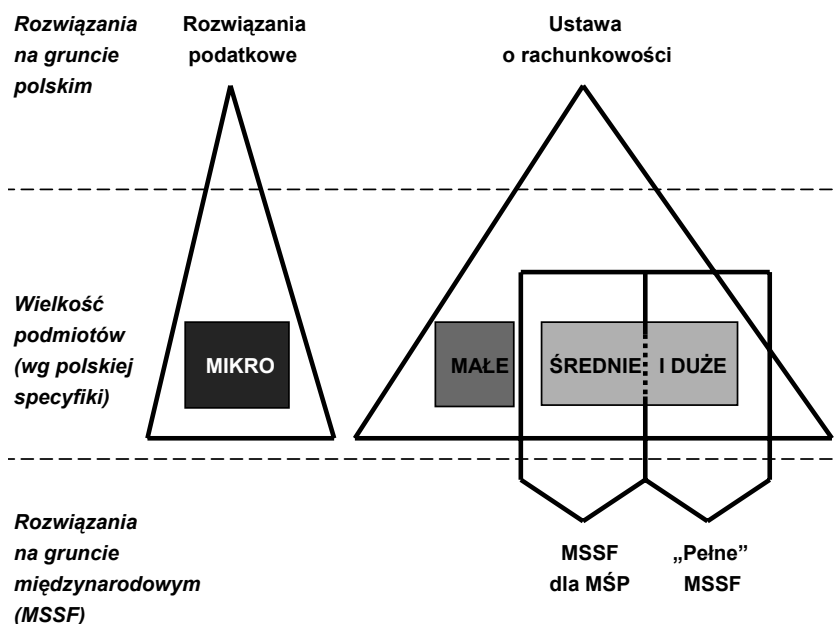 Rozwiązania
na gruncie
polskim
Rozwiązania
podatkowe
Ustawa
o rachunkowości
Wielkość
podmiotów
(wg polskiej
specyfiki)
MIKRO
MAŁE
ŚREDNIE
I DUŻE
Rozwiązania
na gruncie
międzynarodowym
(MSSF)
MSSF
dla MŚP
„Pełne”
MSSF